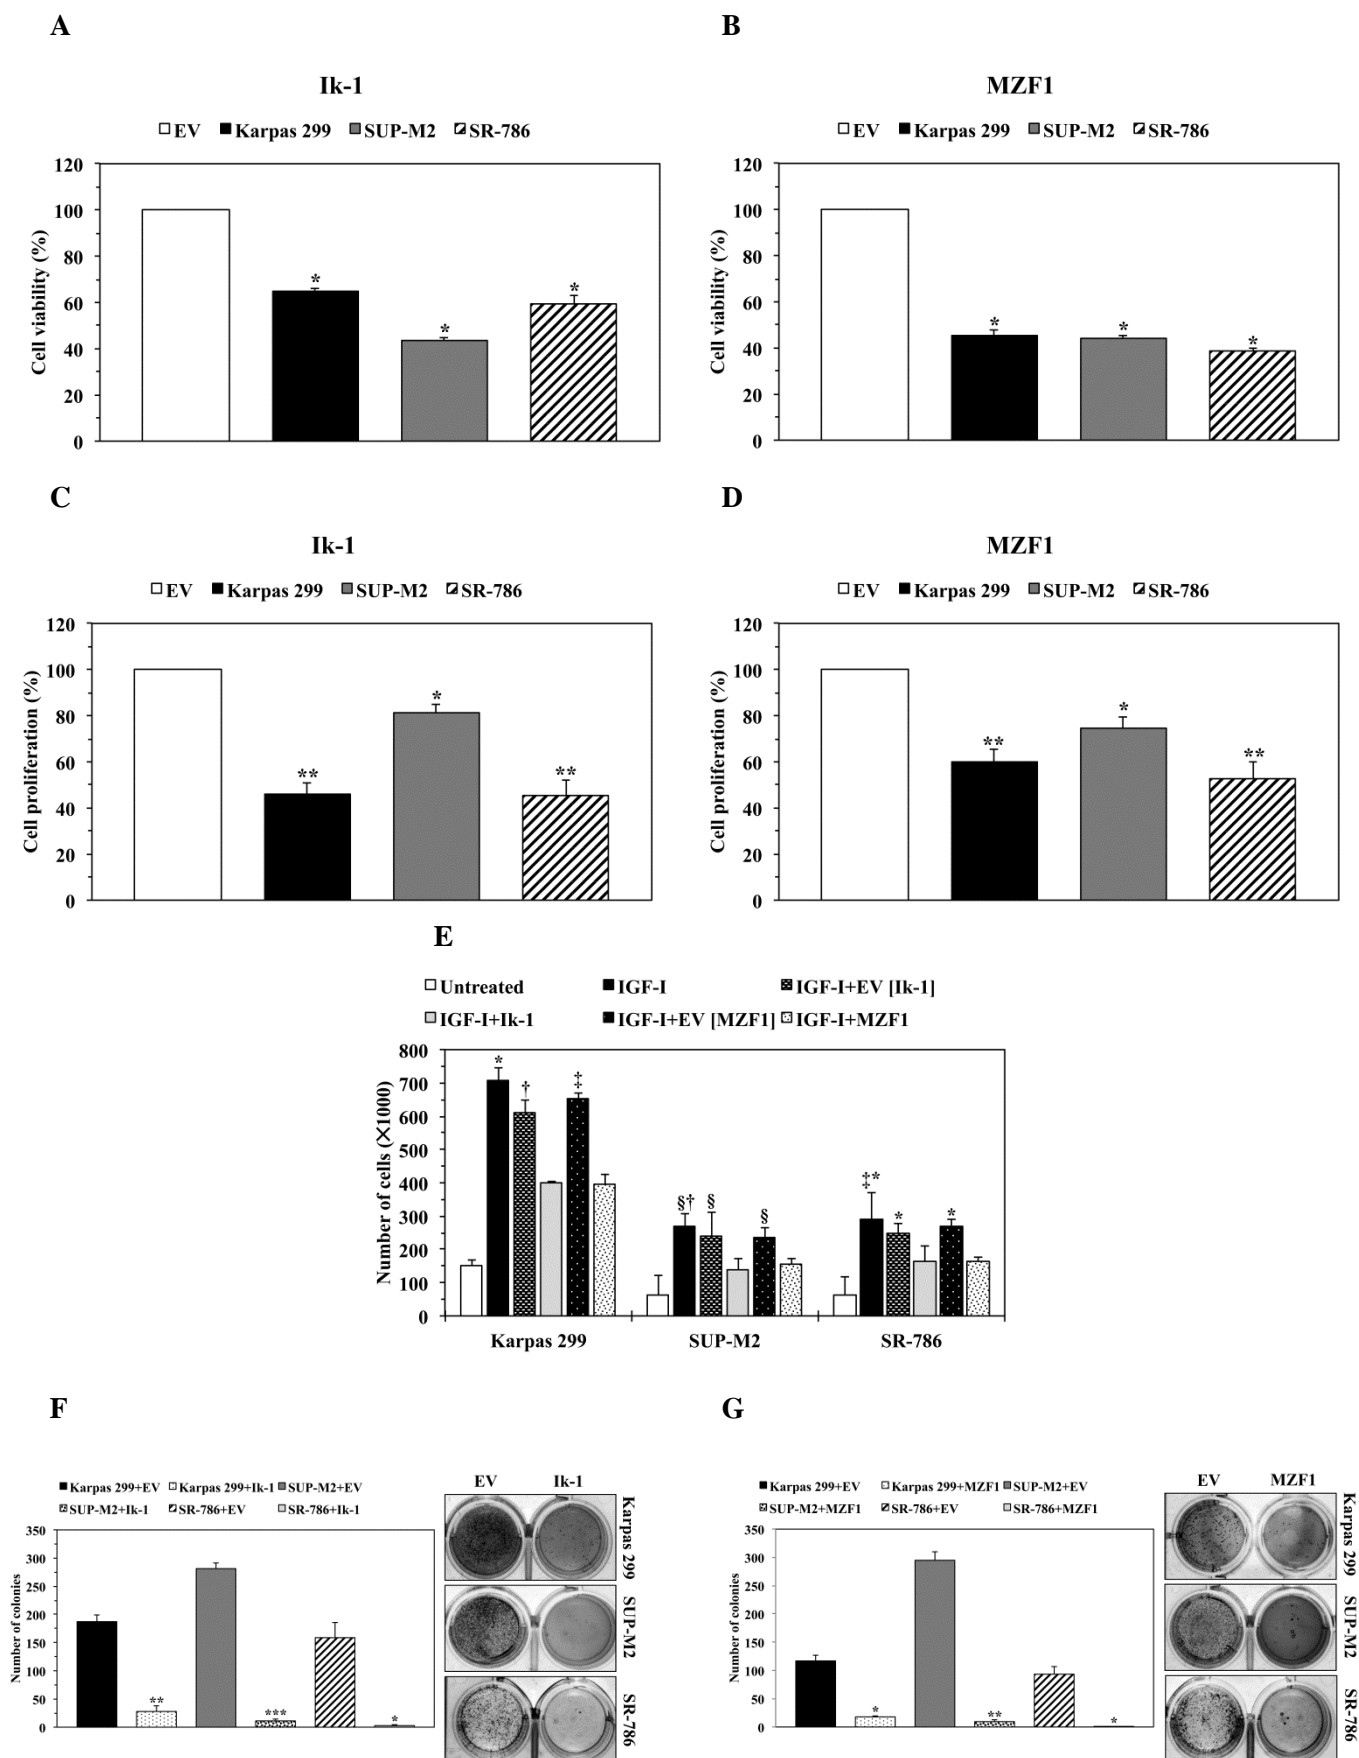 A
B
Ik-1
MZF1
EV Karpas 299 SUP-M2 SR-786
EV Karpas 299 SUP-M2 SR-786
120
100
80
60
40
20
0
Cell viability (%)
*
*
*
120
100
80
60
40
20
0
Cell viability (%)
*
*
*
C
D
Ik-1
MZF1
EV Karpas 299 SUP-M2 SR-786
EV Karpas 299 SUP-M2 SR-786
120
100
80
60
40
20
0
Cell proliferation (%)
**
*
**
120
100
80
60
40
20
0
Cell proliferation (%)
**
*
**
E
Untreated IGF-I IGF-I+EV [Ik-1]
IGF-I+Ik-1 IGF-I+EV [MZF1] IGF-I+MZF1
800
700
600
500
400
300
200
100
0
Number of cells (×1000)
* † ‡
§† § §
‡* * *
Karpas 299 SUP-M2 SR-786
F
G
Karpas 299+EV Karpas 299+Ik-1 SUP-M2+EV
SUP-M2+Ik-1 SR-786+EV SR-786+Ik-1
350
300
250
200
150
100
50
0
Number of colonies
**
***
*
EV Ik-1
Karpas 299
SUP-M2
SR-786
Karpas 299+EV Karpas 299+MZF1 SUP-M2+EV
SUP-M2+MZF1 SR-786+EV SR-786+MZF1
350
300
250
200
150
100
50
0
Number of colonies
*
**
*
EV MZF1
Karpas 299
SUP-M2
SR-786